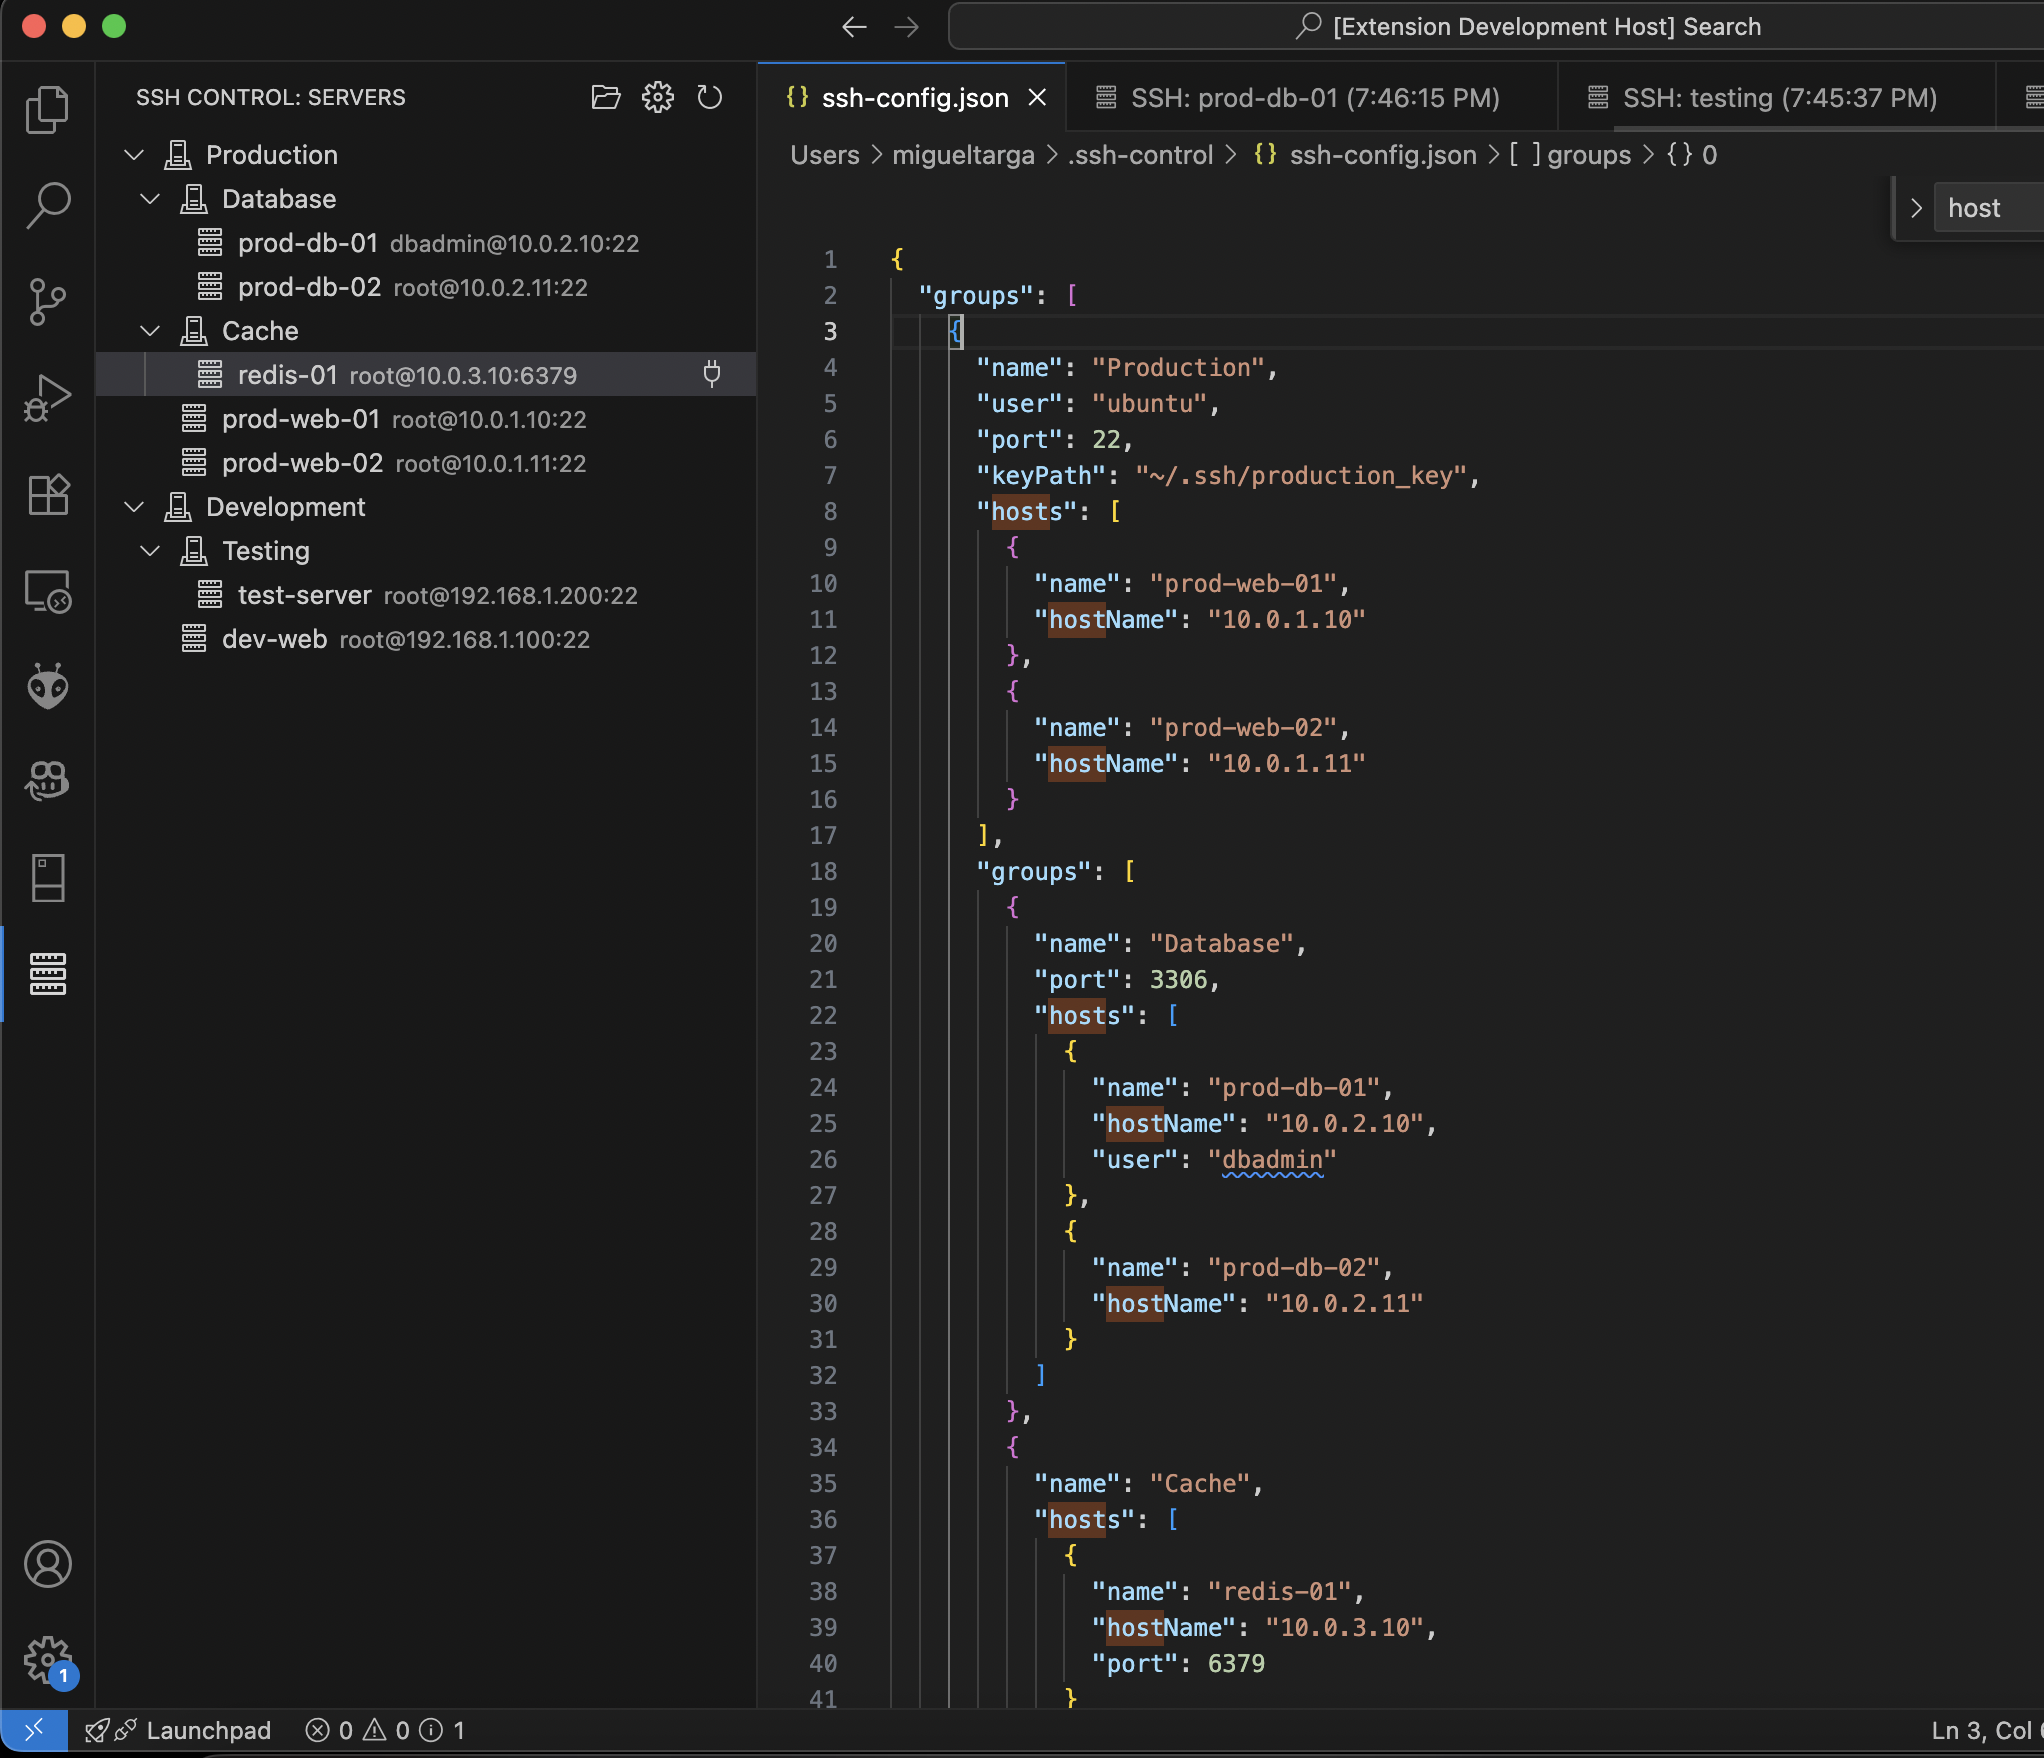 [Extension Development Host] Search
SSH CONTROL: SERVERS
Production
Database
prod-db-01 dbadmin@10.0.2.10:22
prod-db-02 root@10.0.2.11:22
Cache
redis-01 root@10.0.3.10:6379
prod-web-01 root@10.0.1.10:22
prod-web-02 root@10.0.1.11:22
Development
Testing
test-server root@192.168.1.200:22
dev-web root@192.168.1.100:22
{} ssh-config.json
SSH: prod-db-01 (7:46:15 PM)
SSH: testing (7:45:37 PM)
Users > migueltarga > .ssh-control > {} ssh-config.json > [ ] groups > {} 0
host
1 {
2 "groups": [
3 {
4 "name": "Production",
5 "user": "ubuntu",
6 "port": 22,
7 "keyPath": "~/.ssh/production_key",
8 "hosts": [
9 {
10 "name": "prod-web-01",
11 "hostName": "10.0.1.10"
12 },
13 {
14 "name": "prod-web-02",
15 "hostName": "10.0.1.11"
16 }
17 ],
18 "groups": [
19 {
20 "name": "Database",
21 "port": 3306,
22 "hosts": [
23 {
24 "name": "prod-db-01",
25 "hostName": "10.0.2.10",
26 "user": "dbadmin"
27 },
28 {
29 "name": "prod-db-02",
30 "hostName": "10.0.2.11"
31 }
32 ]
33 },
34 {
35 "name": "Cache",
36 "hosts": [
37 {
38 "name": "redis-01",
39 "hostName": "10.0.3.10",
40 "port": 6379
41 }
1
Launchpad 0 0 1
Ln 3, Col